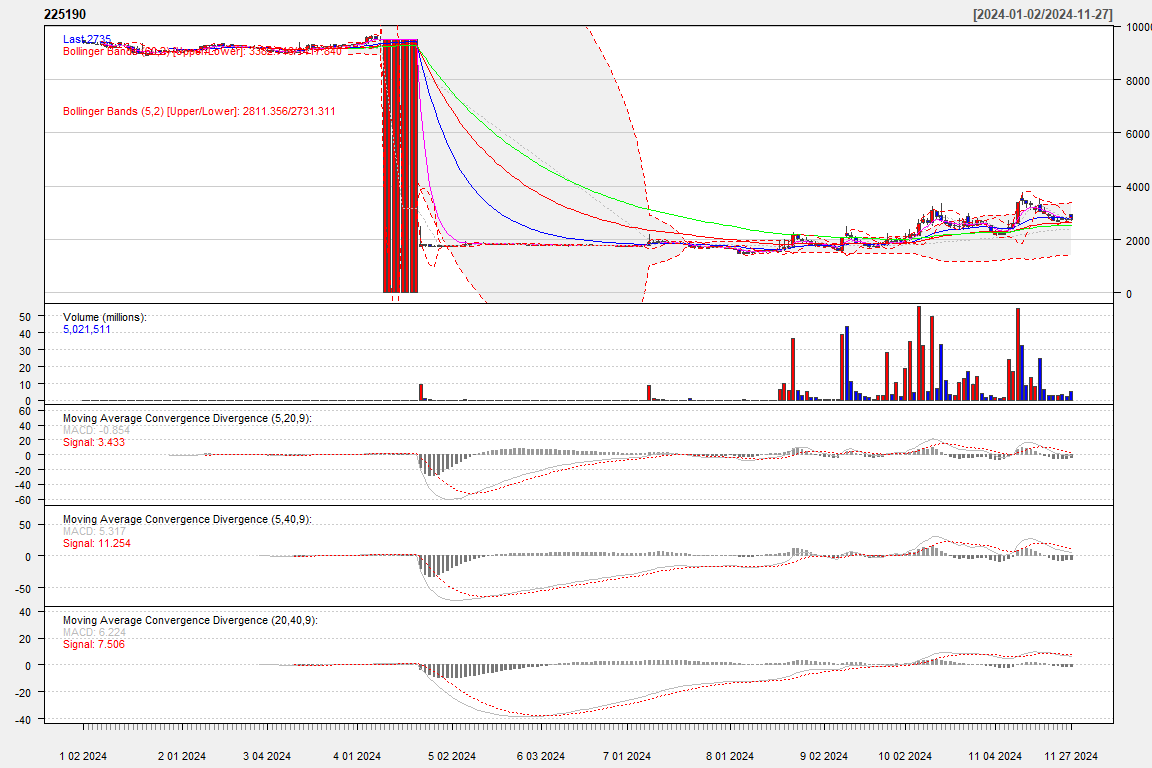 225190
[2024-01-02/2024-11-27]
Last 2735
Bollinger Bands [Upper/Lower]:
Bollinger Bands (5,2) [Upper/Lower]: 2811.356/2731.311
10000
8000
6000
4000
2000
0
Volume (millions):
5,021,511
50
40
30
20
10
0
Moving Average Convergence Divergence (5,20,9):
MACD: -0.854
Signal: 3.433
60
40
20
0
-20
-40
-60
Moving Average Convergence Divergence (5,40,9):
MACD: 5.317
Signal: 11.254
50
0
-50
Moving Average Convergence Divergence (20,40,9):
MACD: 6.224
Signal: 7.506
40
20
0
-20
-40
1 02 2024
2 01 2024
3 04 2024
4 01 2024
5 02 2024
6 03 2024
7 01 2024
8 01 2024
9 02 2024
10 02 2024
11 04 2024
11 27 2024